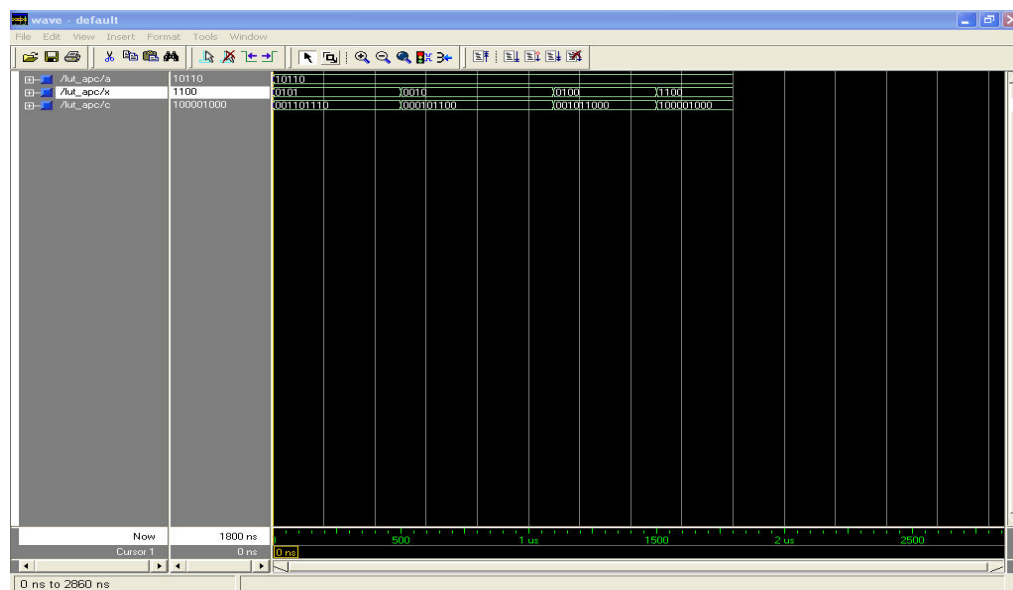 wave - default
File Edit View Insert Format Tools Window
/lut_apc/a 10110 10110
/lut_apc/x 1100 0101 0010 0100 1100
/lut_apc/c 100001000 001101110 000101100 001011000 100001000
Now 1800 ns 500 1 us 1500 2 us 2500
Cursor 1 0 ns 0 ns
0 ns to 2860 ns